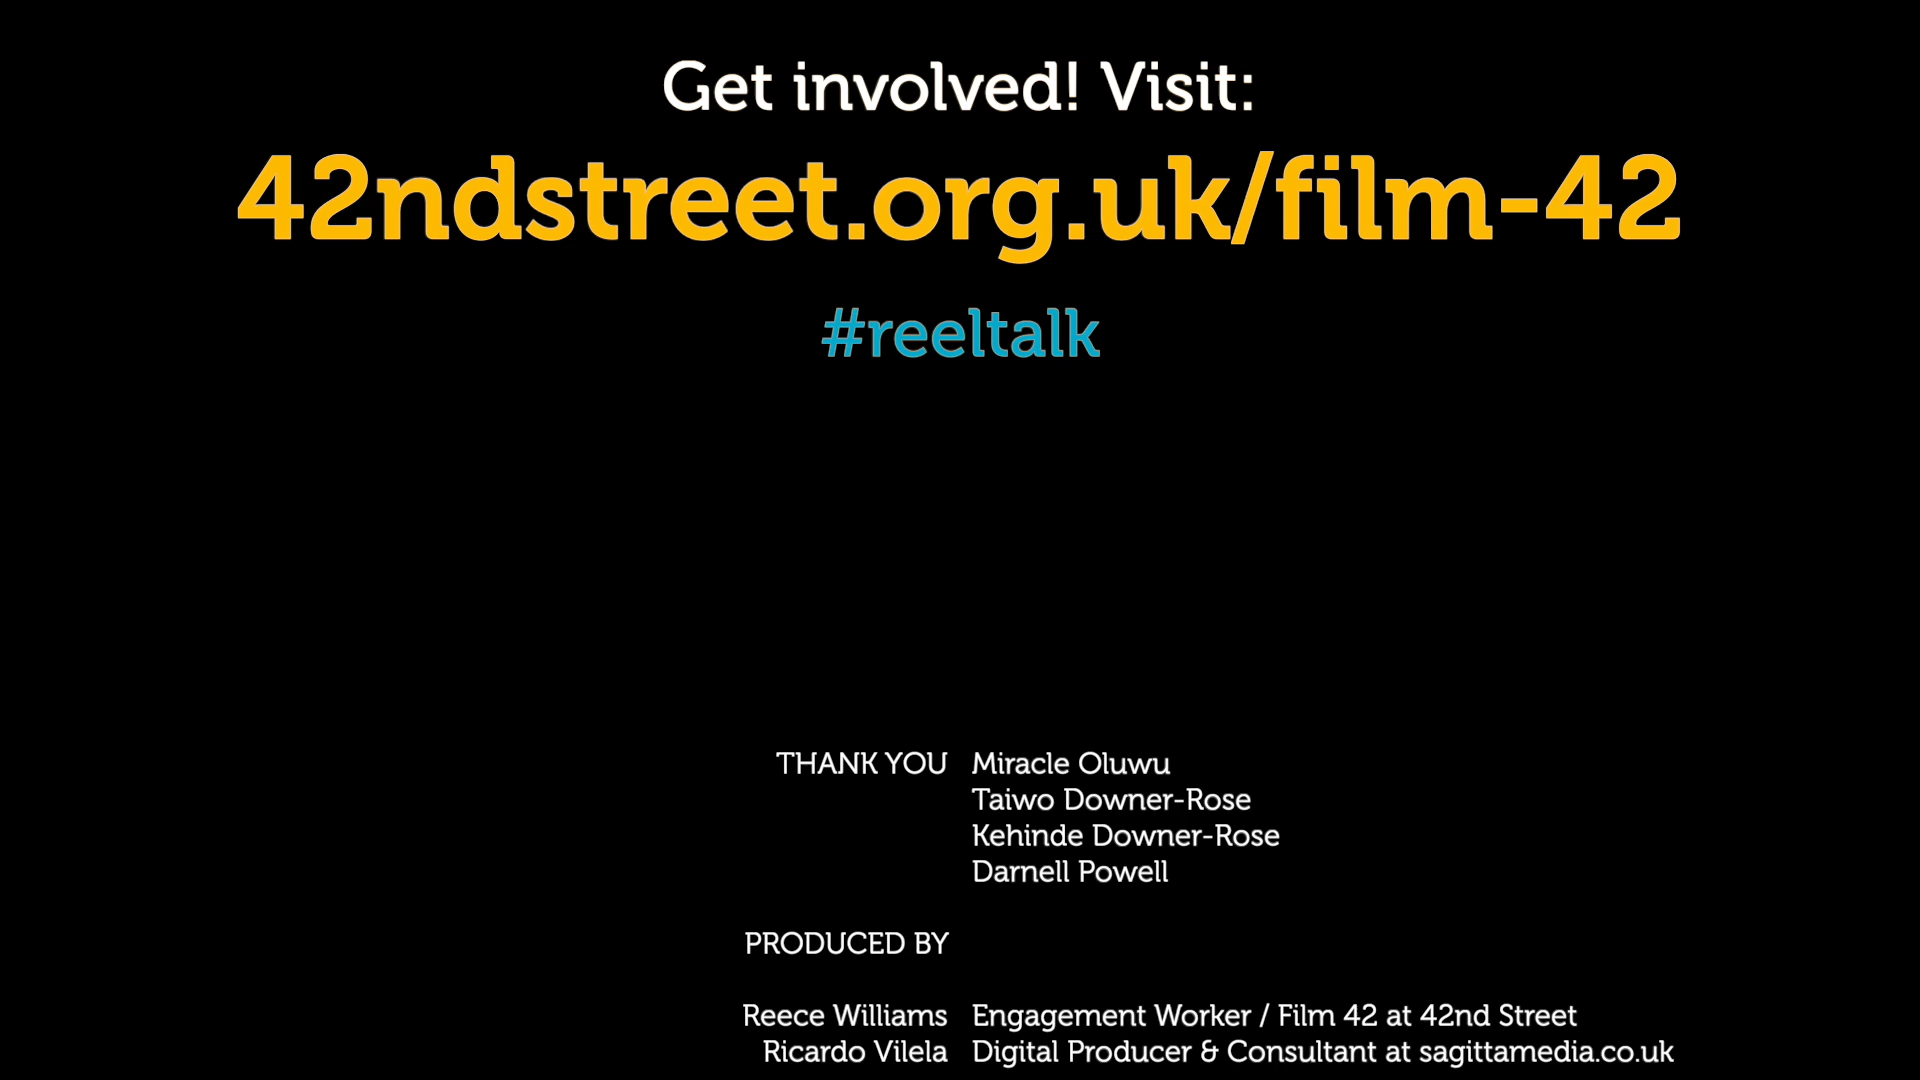 Get involved! Visit:
42ndstreet.org.uk/film-42
#reeltalk
THANK YOU Miracle Oluwu
Taiwo Downer-Rose
Kehinde Downer-Rose
Darnell Powell
PRODUCED BY
Reece Williams Engagement Worker / Film 42 at 42nd Street
Ricardo Vilela Digital Producer & Consultant at sagittamedia.co.uk